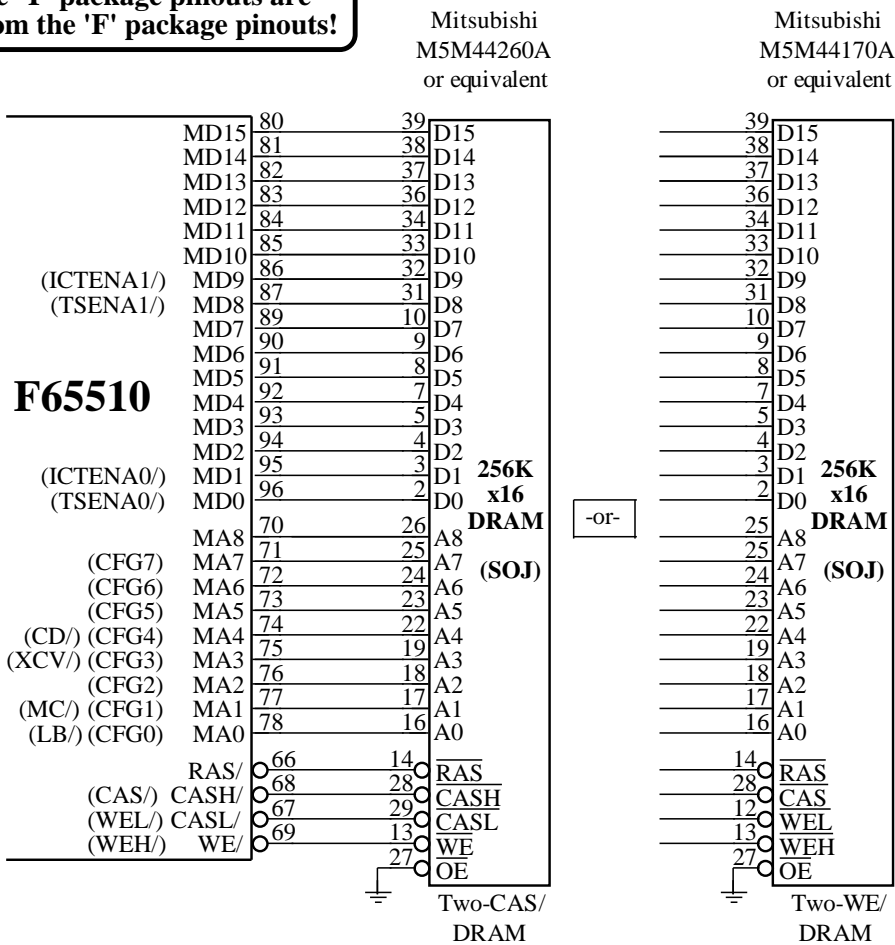 'F' package pinouts are
om the 'F' package pinouts!
Mitsubishi
M5M44260A
or equivalent
Mitsubishi
M5M44170A
or equivalent
MD15 80 39 D15 39 D15
MD14 81 38 D14 38 D14
MD13 82 37 D13 37 D13
MD12 83 36 D12 36 D12
MD11 84 34 D11 34 D11
MD10 85 33 D10 33 D10
(ICTENA1/) MD9 86 32 D9 32 D9
(TSENA1/) MD8 87 31 D8 31 D8
MD7 89 10 D7 10 D7
MD6 90 9 D6 9 D6
MD5 91 8 D5 8 D5
F65510
MD4 92 7 D4 7 D4
MD3 93 5 D3 5 D3
MD2 94 4 D2 4 D2
(ICTENA0/) MD1 95 3 D1 3 D1
(TSENA0/) MD0 96 2 D0 2 D0
256K
x16
DRAM
(SOJ)
-or-
256K
x16
DRAM
(SOJ)
MA8 70 26 A8 25 A8
(CFG7) MA7 71 25 A7 25 A7
(CFG6) MA6 72 24 A6 24 A6
(CFG5) MA5 73 23 A5 23 A5
(CD/) (CFG4) MA4 74 22 A4 22 A4
(XCV/) (CFG3) MA3 75 19 A3 19 A3
(CFG2) MA2 76 18 A2 18 A2
(MC/) (CFG1) MA1 77 17 A1 17 A1
(LB/) (CFG0) MA0 78 16 A0 16 A0
RAS/ 66 14 RAS 14 RAS
(CAS/) CASH/ 68 28 CASH 28 CAS
(WEL/) CASL/ 67 29 CASL 12 WEL
(WEH/) WE/ 69 13 WE 13 WEH
27 OE 27 OE
Two-CAS/
DRAM
Two-WE/
DRAM